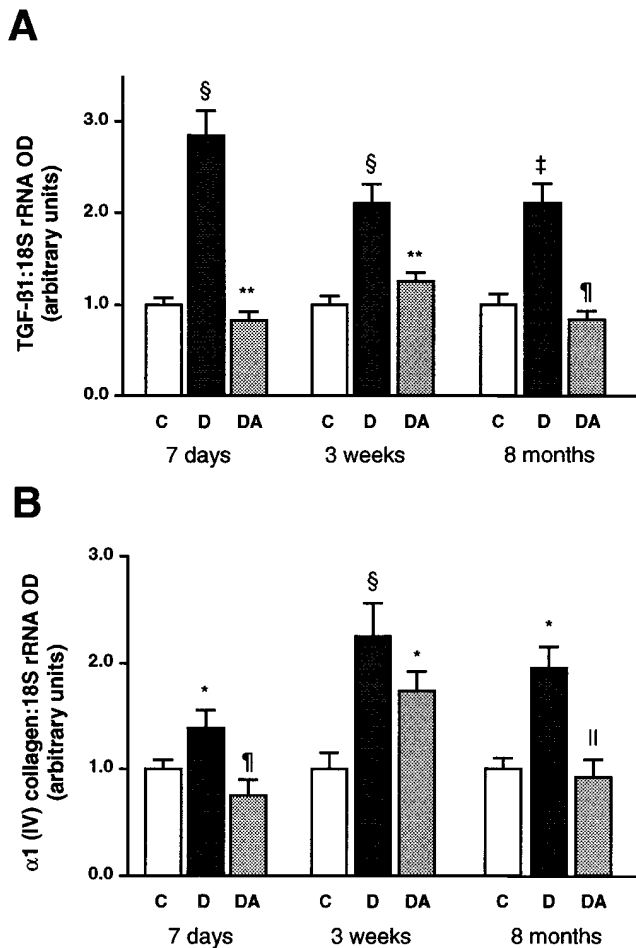 A
TGF-ß1:18S rRNA OD
(arbitrary units)
3.0
2.0
1.0
0.0
§
**
§
**
‡
¶
C D DA C D DA C D DA
7 days 3 weeks 8 months
B
α1 (IV) collagen:18S rRNA OD
(arbitrary units)
3.0
2.0
1.0
0.0
*
¶
§
*
*
||
C D DA C D DA C D DA
7 days 3 weeks 8 months